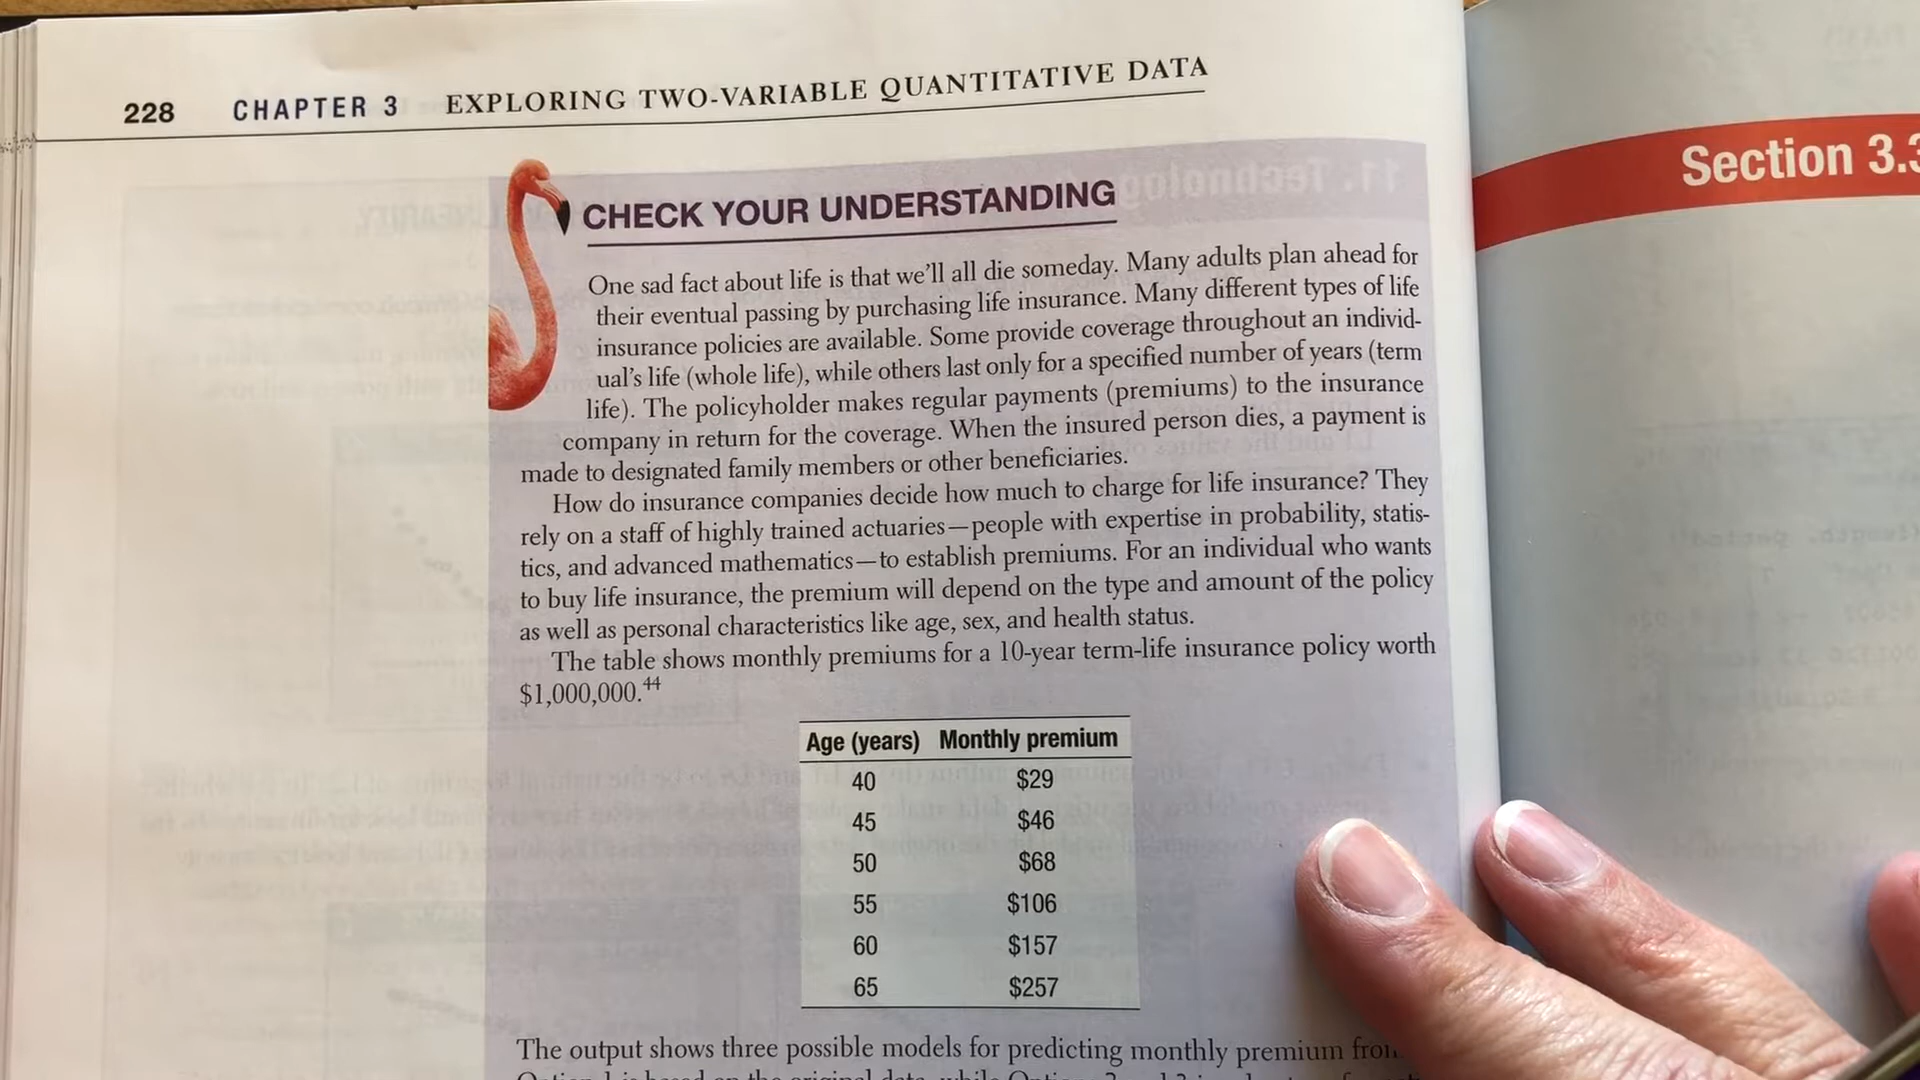 228 CHAPTER 3 EXPLORING TWO-VARIABLE QUANTITATIVE DATA
Section 3.3
CHECK YOUR UNDERSTANDING
One sad fact about life is that we'll all die someday. Many adults plan ahead for
their eventual passing by purchasing life insurance. Many different types of life
insurance policies are available. Some provide coverage throughout an individ-
ual's life (whole life), while others last only for a specified number of years (term
life). The policyholder makes regular payments (premiums) to the insurance
company in return for the coverage. When the insured person dies, a payment is
made to designated family members or other beneficiaries.
How do insurance companies decide how much to charge for life insurance? They
rely on a staff of highly trained actuaries—people with expertise in probability, statis-
tics, and advanced mathematics—to establish premiums. For an individual who wants
to buy life insurance, the premium will depend on the type and amount of the policy
as well as personal characteristics like age, sex, and health status.
The table shows monthly premiums for a 10-year term-life insurance policy worth
$1,000,000.44
Age (years) Monthly premium
40 $29
45 $46
50 $68
55 $106
60 $157
65 $257
The output shows three possible models for predicting monthly premium from